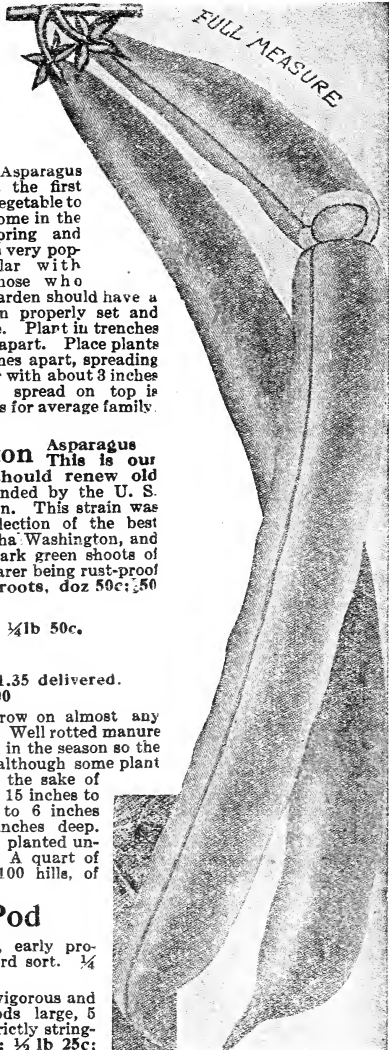 FULL MEASURE
Asparagus
the first
egetable to
ome in the
pring and
very pop-
lar with
hose who
arden should have a
n properly set and
e. Plant in trenches
apart. Place plants
hes apart, spreading
with about 3 inches
spread on top is
s for average family.
on Asparagus
This is our
hould renew old
nded by the U. S.
n. This strain was
lection of the best
tha Washington, and
ark green shoots of
arer being rust-proof
roots, doz 50c; 50
¼lb 50c.
1.35 delivered.
00
row on almost any
Well rotted manure
in the season so the
although some plant
the sake of
15 inches to
to 6 inches
nches deep.
planted un-
A quart of
100 hills, of
Pod
, early pro-
rd sort. ¼
vigorous and
ods large, 5
rictly string-
; ½ lb 25c;